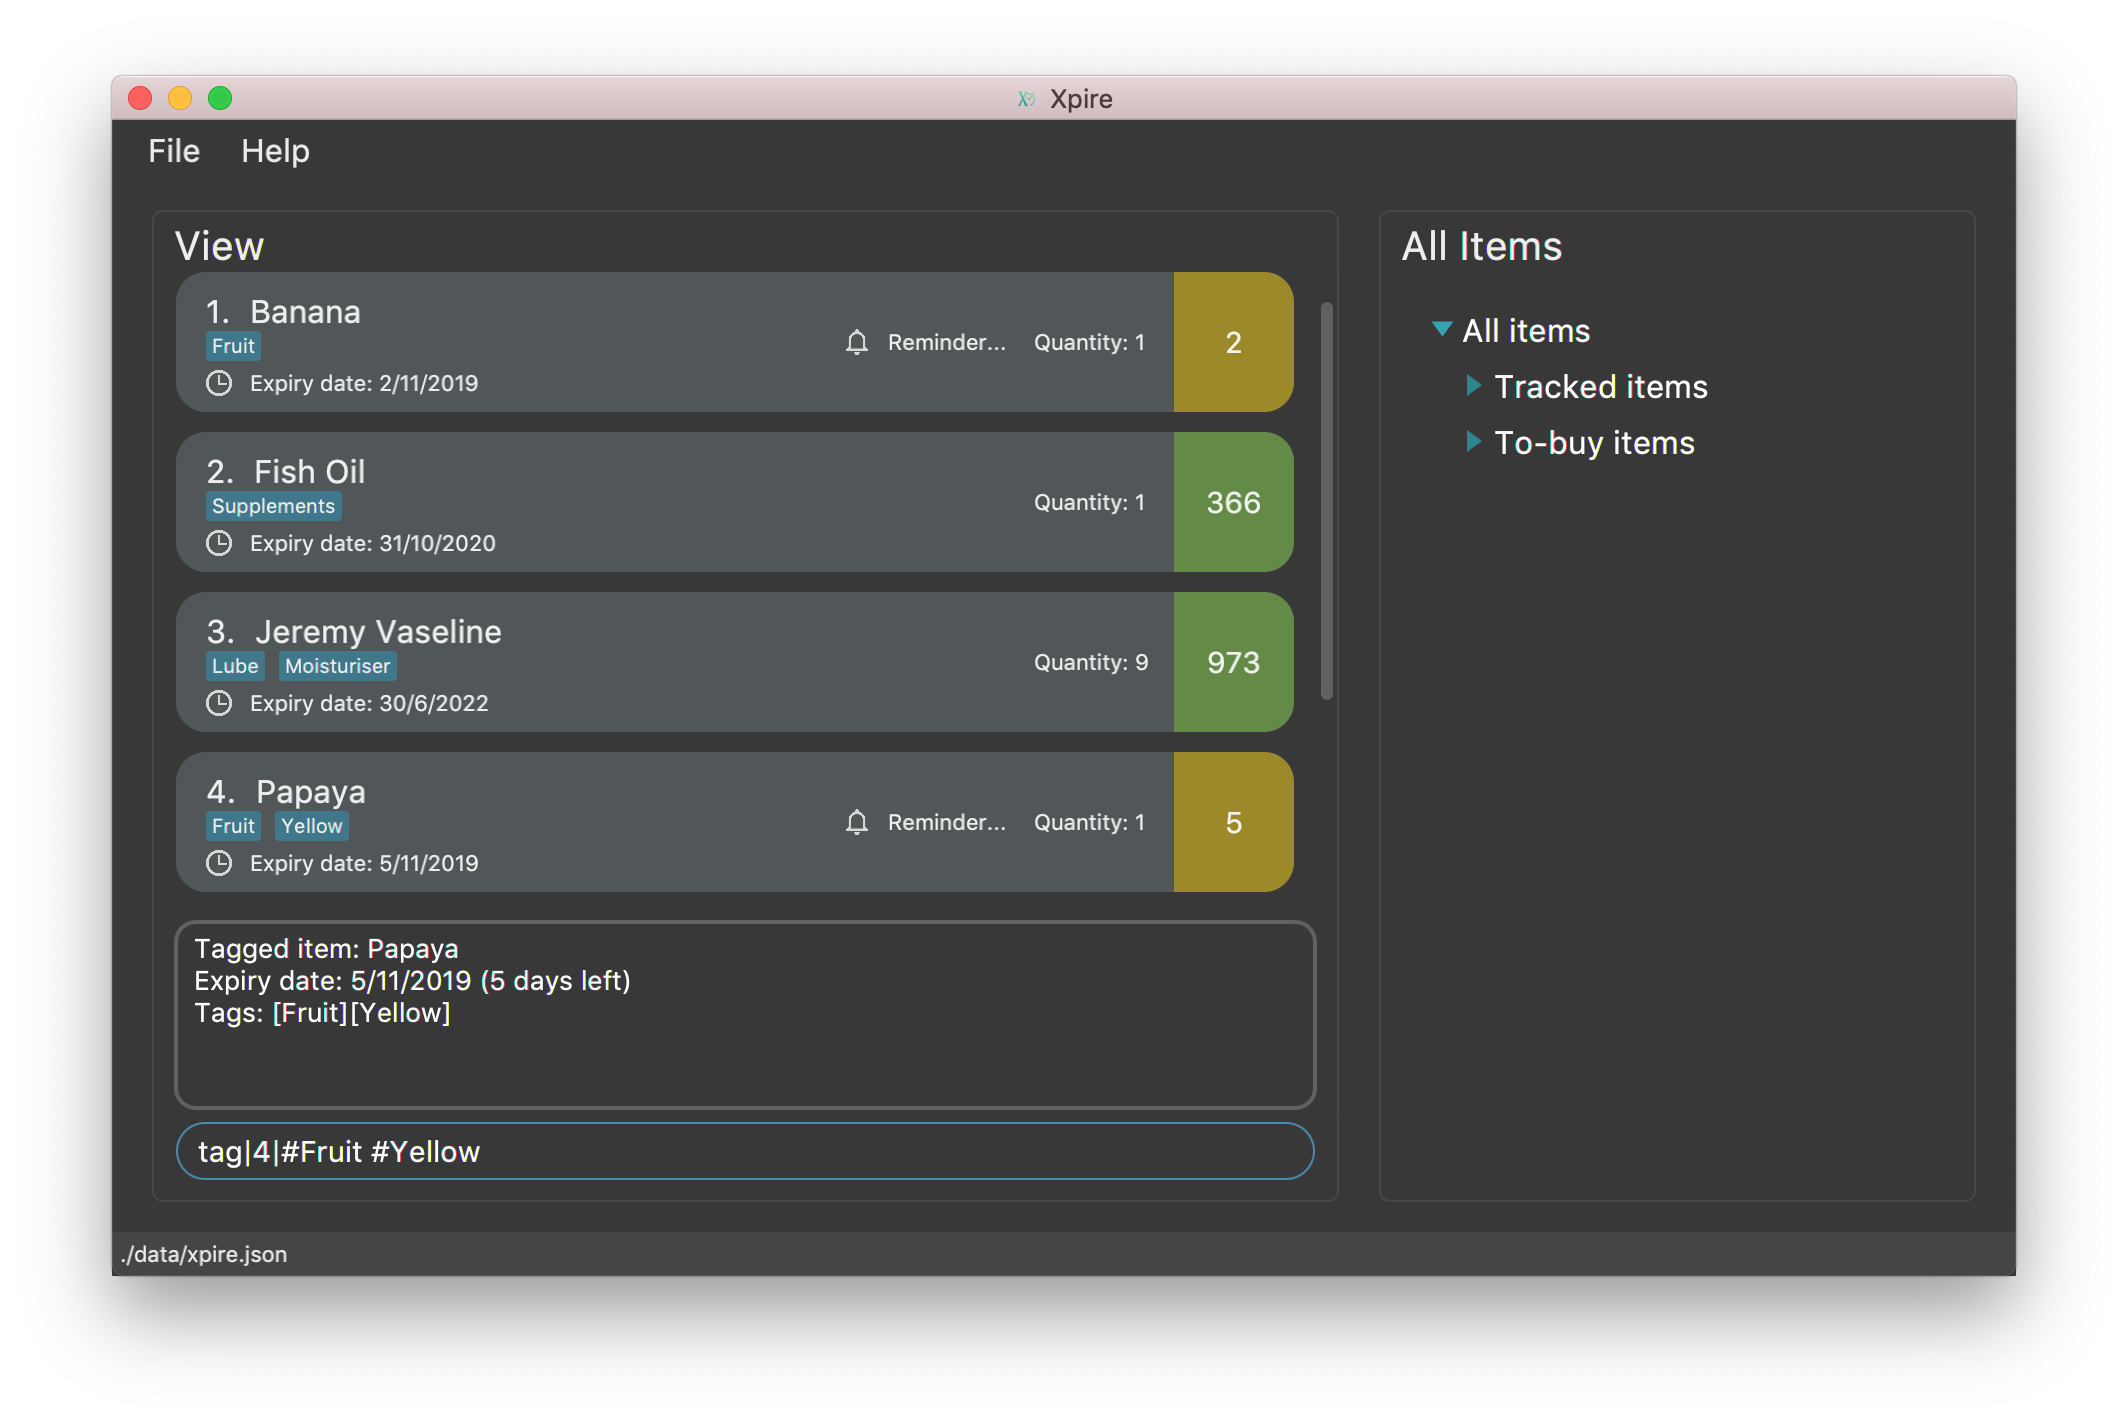 Xpire
File Help
View
1. Banana
Fruit
Expiry date: 2/11/2019
Reminder... Quantity: 1
2
2. Fish Oil
Supplements
Expiry date: 31/10/2020
Quantity: 1
366
3. Jeremy Vaseline
Lube Moisturiser
Expiry date: 30/6/2022
Quantity: 9
973
4. Papaya
Fruit Yellow
Expiry date: 5/11/2019
Reminder... Quantity: 1
5
Tagged item: Papaya
Expiry date: 5/11/2019 (5 days left)
Tags: [Fruit][Yellow]
tag|4|#Fruit #Yellow
All Items
All items
Tracked items
To-buy items
./data/xpire.json